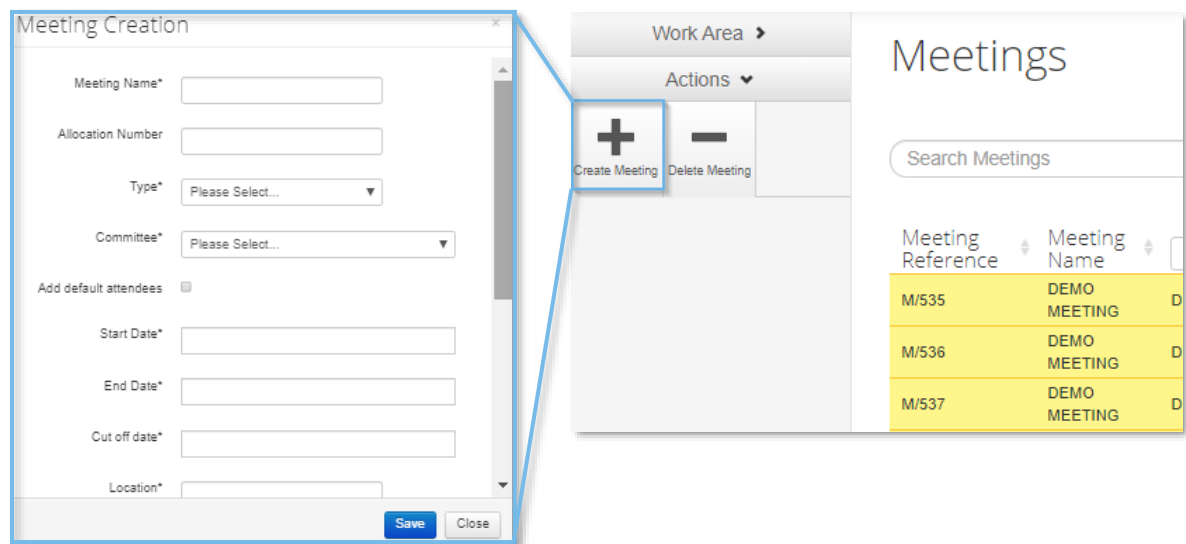 Meeting Creation
×
Meeting Name*
Allocation Number
Type*
Please Select...
Committee*
Please Select...
Add default attendees
Start Date*
End Date*
Cut off date*
Location*
Save
Close
Work Area
Actions
Create Meeting
Delete Meeting
Meetings
Search Meetings
Meeting
Reference
Meeting
Name
M/535
DEMO
MEETING
D
M/536
DEMO
MEETING
D
M/537
DEMO
MEETING
D